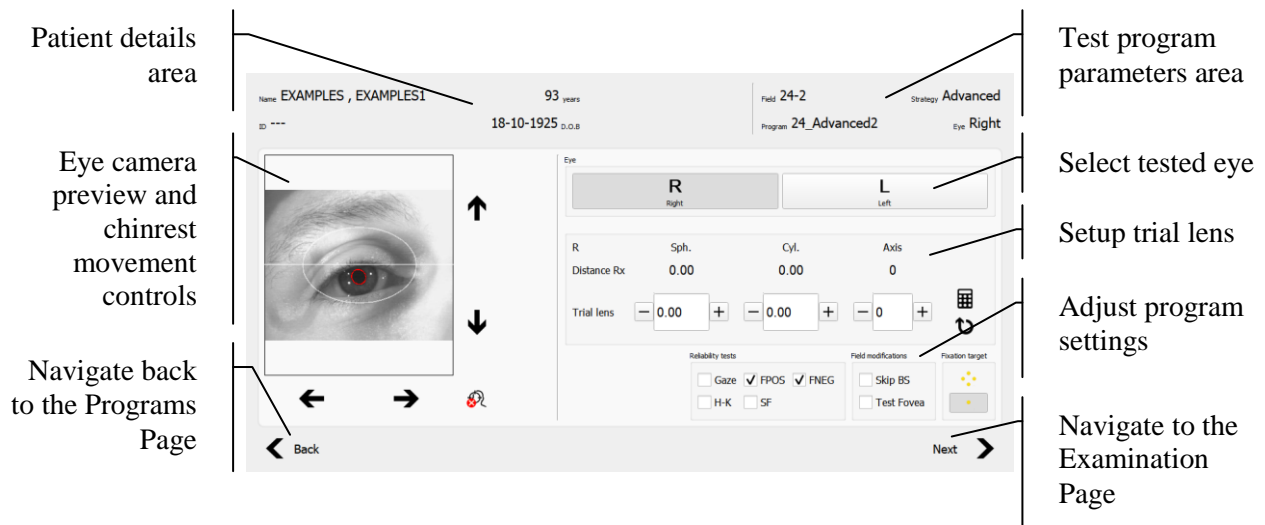 Patient details
area
Eye camera
preview and
chinrest
movement
controls
Navigate back
to the Programs
Page
Name EXAMPLES , EXAMPLES1 93 years
ID --- 18-10-1925 D.O.B
Field 24-2 Strategy Advanced
Program 24_Advanced2 Eye Right
Eye
R L
Right Left
R Sph. Cyl. Axis
Distance Rx 0.00 0.00 0
Trial lens − 0.00 + − 0.00 + − 0 +
Reliability tests Field modifications Fixation target
Gaze FPOS FNEG Skip BS
H-K SF Test Fovea
Back Next
Test program
parameters area
Select tested eye
Setup trial lens
Adjust program
settings
Navigate to the
Examination
Page